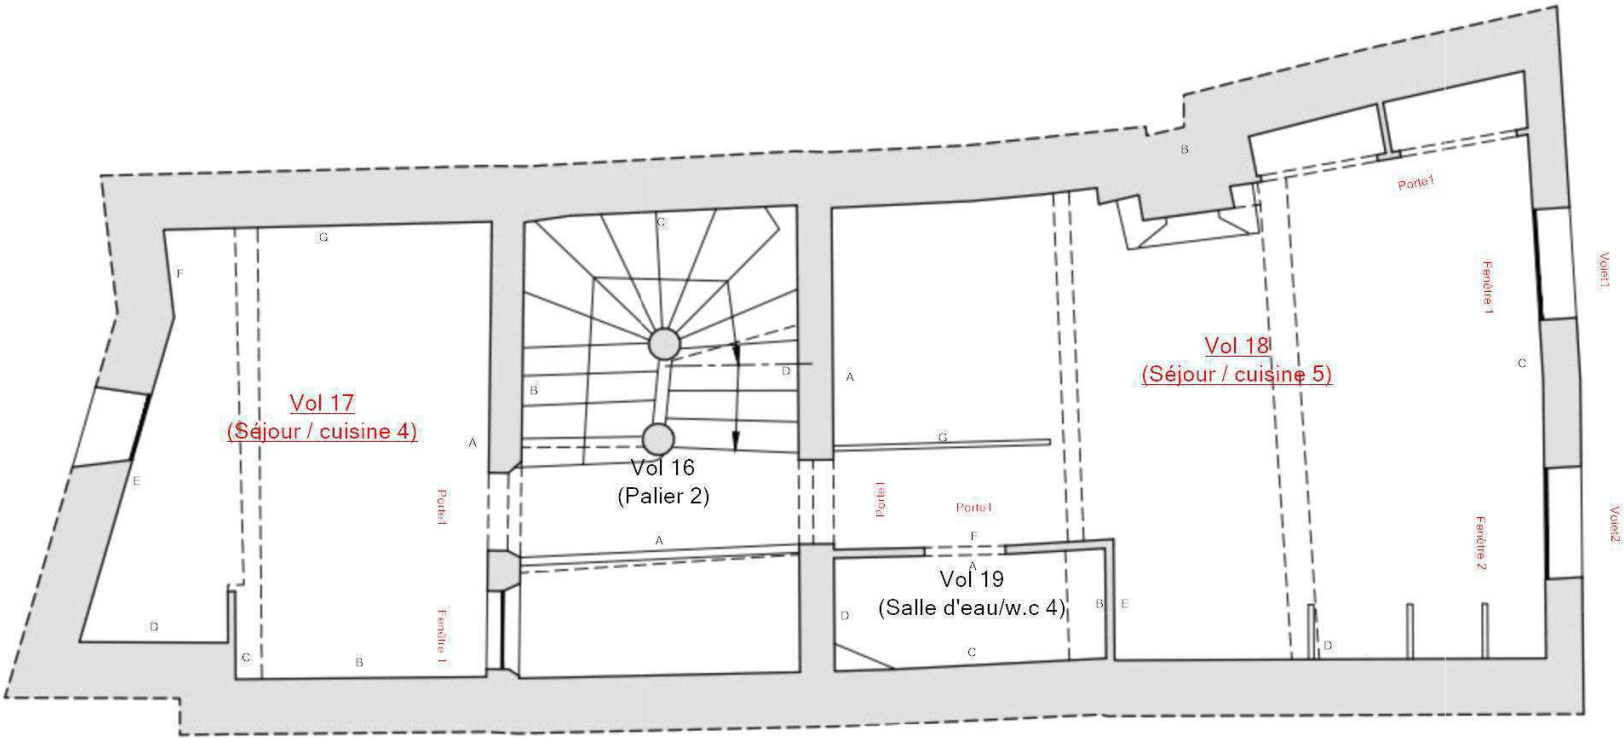 B
Porte1
C
G
F
Volet1
Fenêtre 1
Vol 18
(Séjour / cuisine 5)
C
D
A
B
Vol 17
(Séjour / cuisine 4)
A
G
Vol 16
(Palier 2)
E
Porte1
Porte1
Porte1
Volet2
Fenêtre 2
A
F
A
Vol 19
(Salle d'eau/w.c 4)
B
E
D
Fenêtre 1
D
C
B
C
D